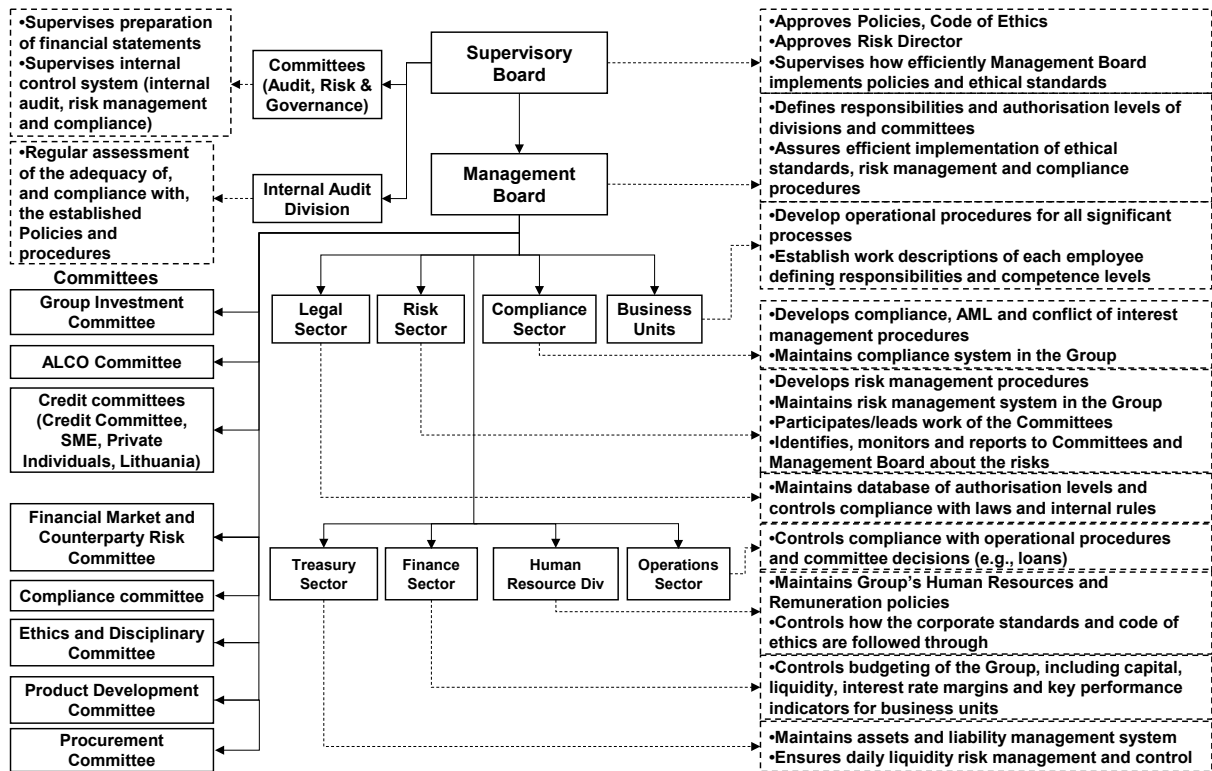 •Supervises preparation
of financial statements
•Supervises internal
control system (internal
audit, risk management
and compliance)
•Regular assessment
of the adequacy of,
and compliance with,
the established
Policies and
procedures
Committees
(Audit, Risk &
Governance)
Internal Audit
Division
Supervisory
Board
Management
Board
•Approves Policies, Code of Ethics
•Approves Risk Director
•Supervises how efficiently Management Board
implements policies and ethical standards
•Defines responsibilities and authorisation levels of
divisions and committees
•Assures efficient implementation of ethical
standards, risk management and compliance
procedures
•Develop operational procedures for all significant
processes
•Establish work descriptions of each employee
defining responsibilities and competence levels
Committees
Group Investment
Committee
ALCO Committee
Credit committees
(Credit Committee,
SME, Private
Individuals, Lithuania)
Financial Market and
Counterparty Risk
Committee
Compliance committee
Ethics and Disciplinary
Committee
Product Development
Committee
Procurement
Committee
Legal
Sector
Risk
Sector
Compliance
Sector
Business
Units
Treasury
Sector
Finance
Sector
Human
Resource Div
Operations
Sector
•Develops compliance, AML and conflict of interest
management procedures
•Maintains compliance system in the Group
•Develops risk management procedures
•Maintains risk management system in the Group
•Participates/leads work of the Committees
•Identifies, monitors and reports to Committees and
Management Board about the risks
•Maintains database of authorisation levels and
controls compliance with laws and internal rules
•Controls compliance with operational procedures
and committee decisions (e.g., loans)
•Maintains Group’s Human Resources and
Remuneration policies
•Controls how the corporate standards and code of
ethics are followed through
•Controls budgeting of the Group, including capital,
liquidity, interest rate margins and key performance
indicators for business units
•Maintains assets and liability management system
•Ensures daily liquidity risk management and control